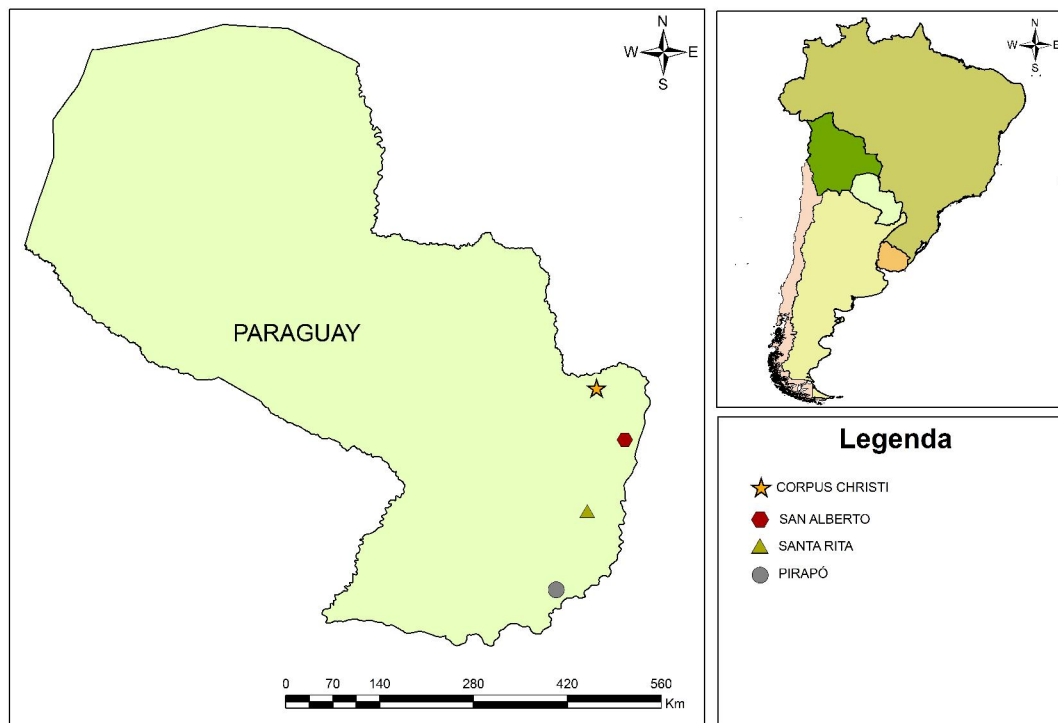 N
W E
S
PARAGUAY
0 70 140 280 420 560
Km
N
W E
S
Legenda
CORPUS CHRISTI
SAN ALBERTO
SANTA RITA
PIRAPÓ